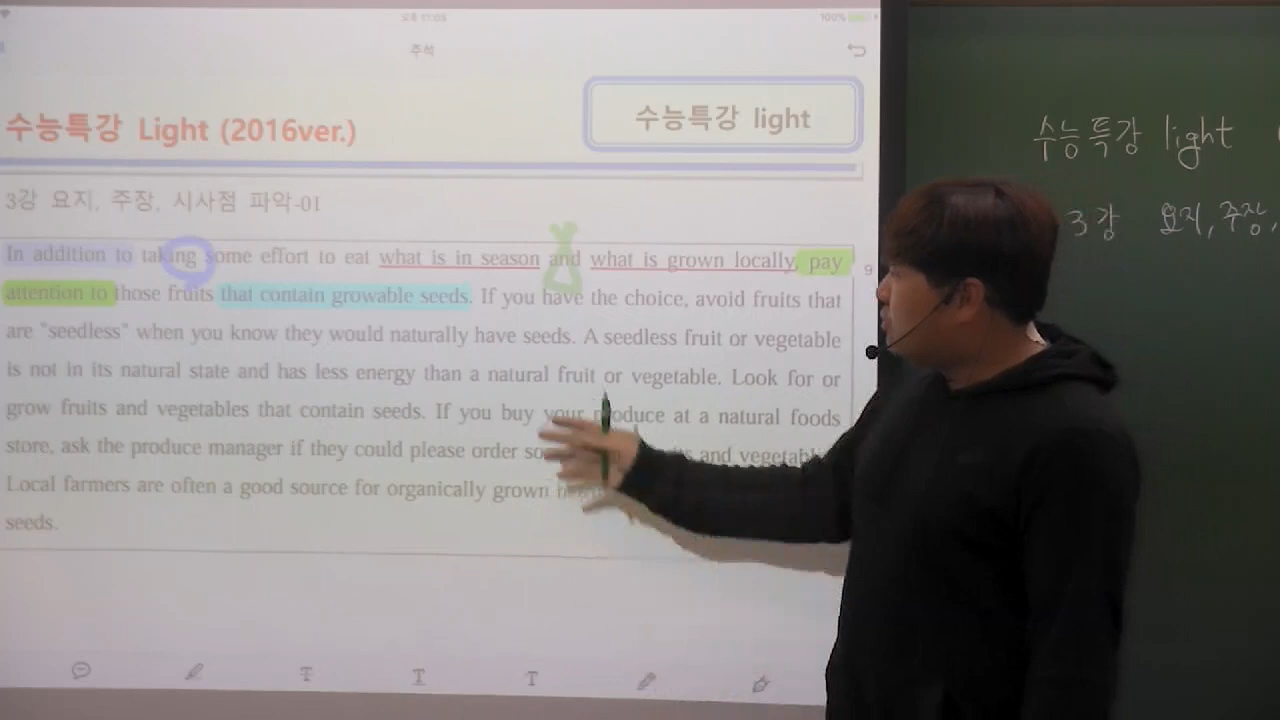 100%
주석
수능특강 Light (2016ver.)
수능특강 light
3강 요지, 주장, 시사점 파악-01
In addition to taking some effort to eat what is in season and what is grown locally, pay
attention to those fruits that contain growable seeds. If you have the choice, avoid fruits that
are "seedless" when you know they would naturally have seeds. A seedless fruit or vegetable
is not in its natural state and has less energy than a natural fruit or vegetable. Look for or
grow fruits and vegetables that contain seeds. If you buy your produce at a natural foods
store, ask the produce manager if they could please order and
Local farmers are often a good source for organically grown
seeds.
9
T
T
T
수능특강 light
3강 요지, 주장,